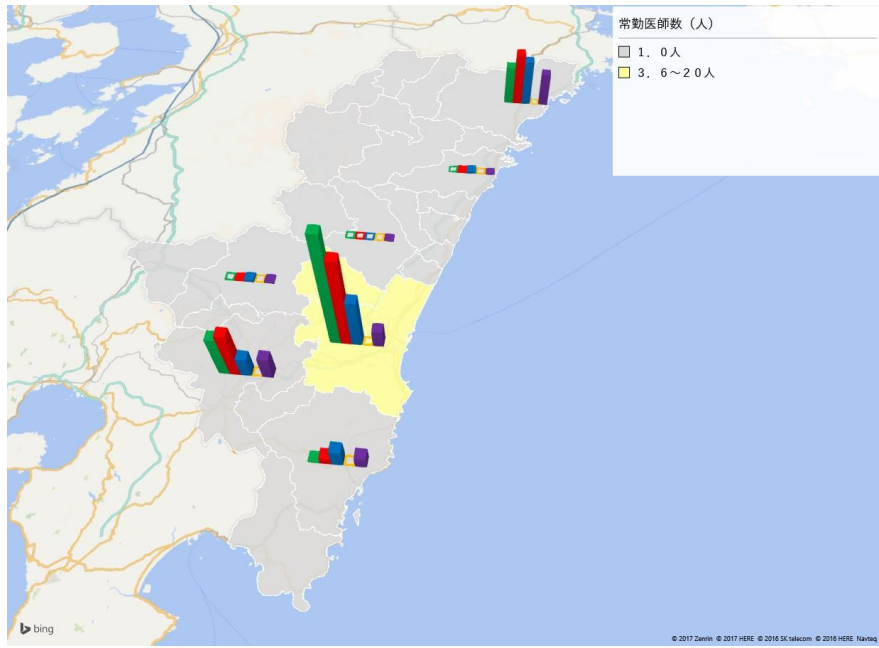 常勤医師数（人）
１．０人
３．６～２０人
bing
© 2017 Zenrin © 2017 HERE © 2016 SK telecom © 2016 HERE Navteq